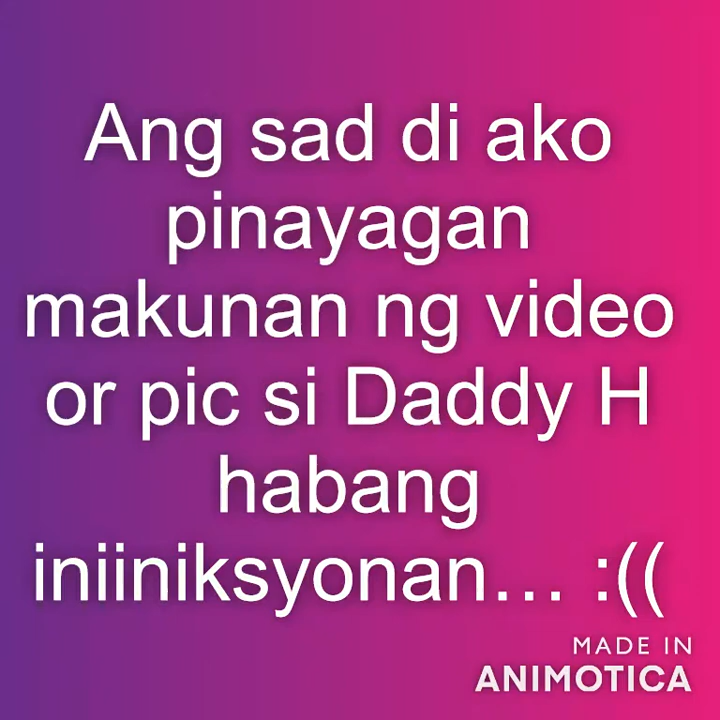 Ang sad di ako
pinayagan
makunan ng video
or pic si Daddy H
habang
iniiniksyonan... :((
MADE IN
ANIMOTICA